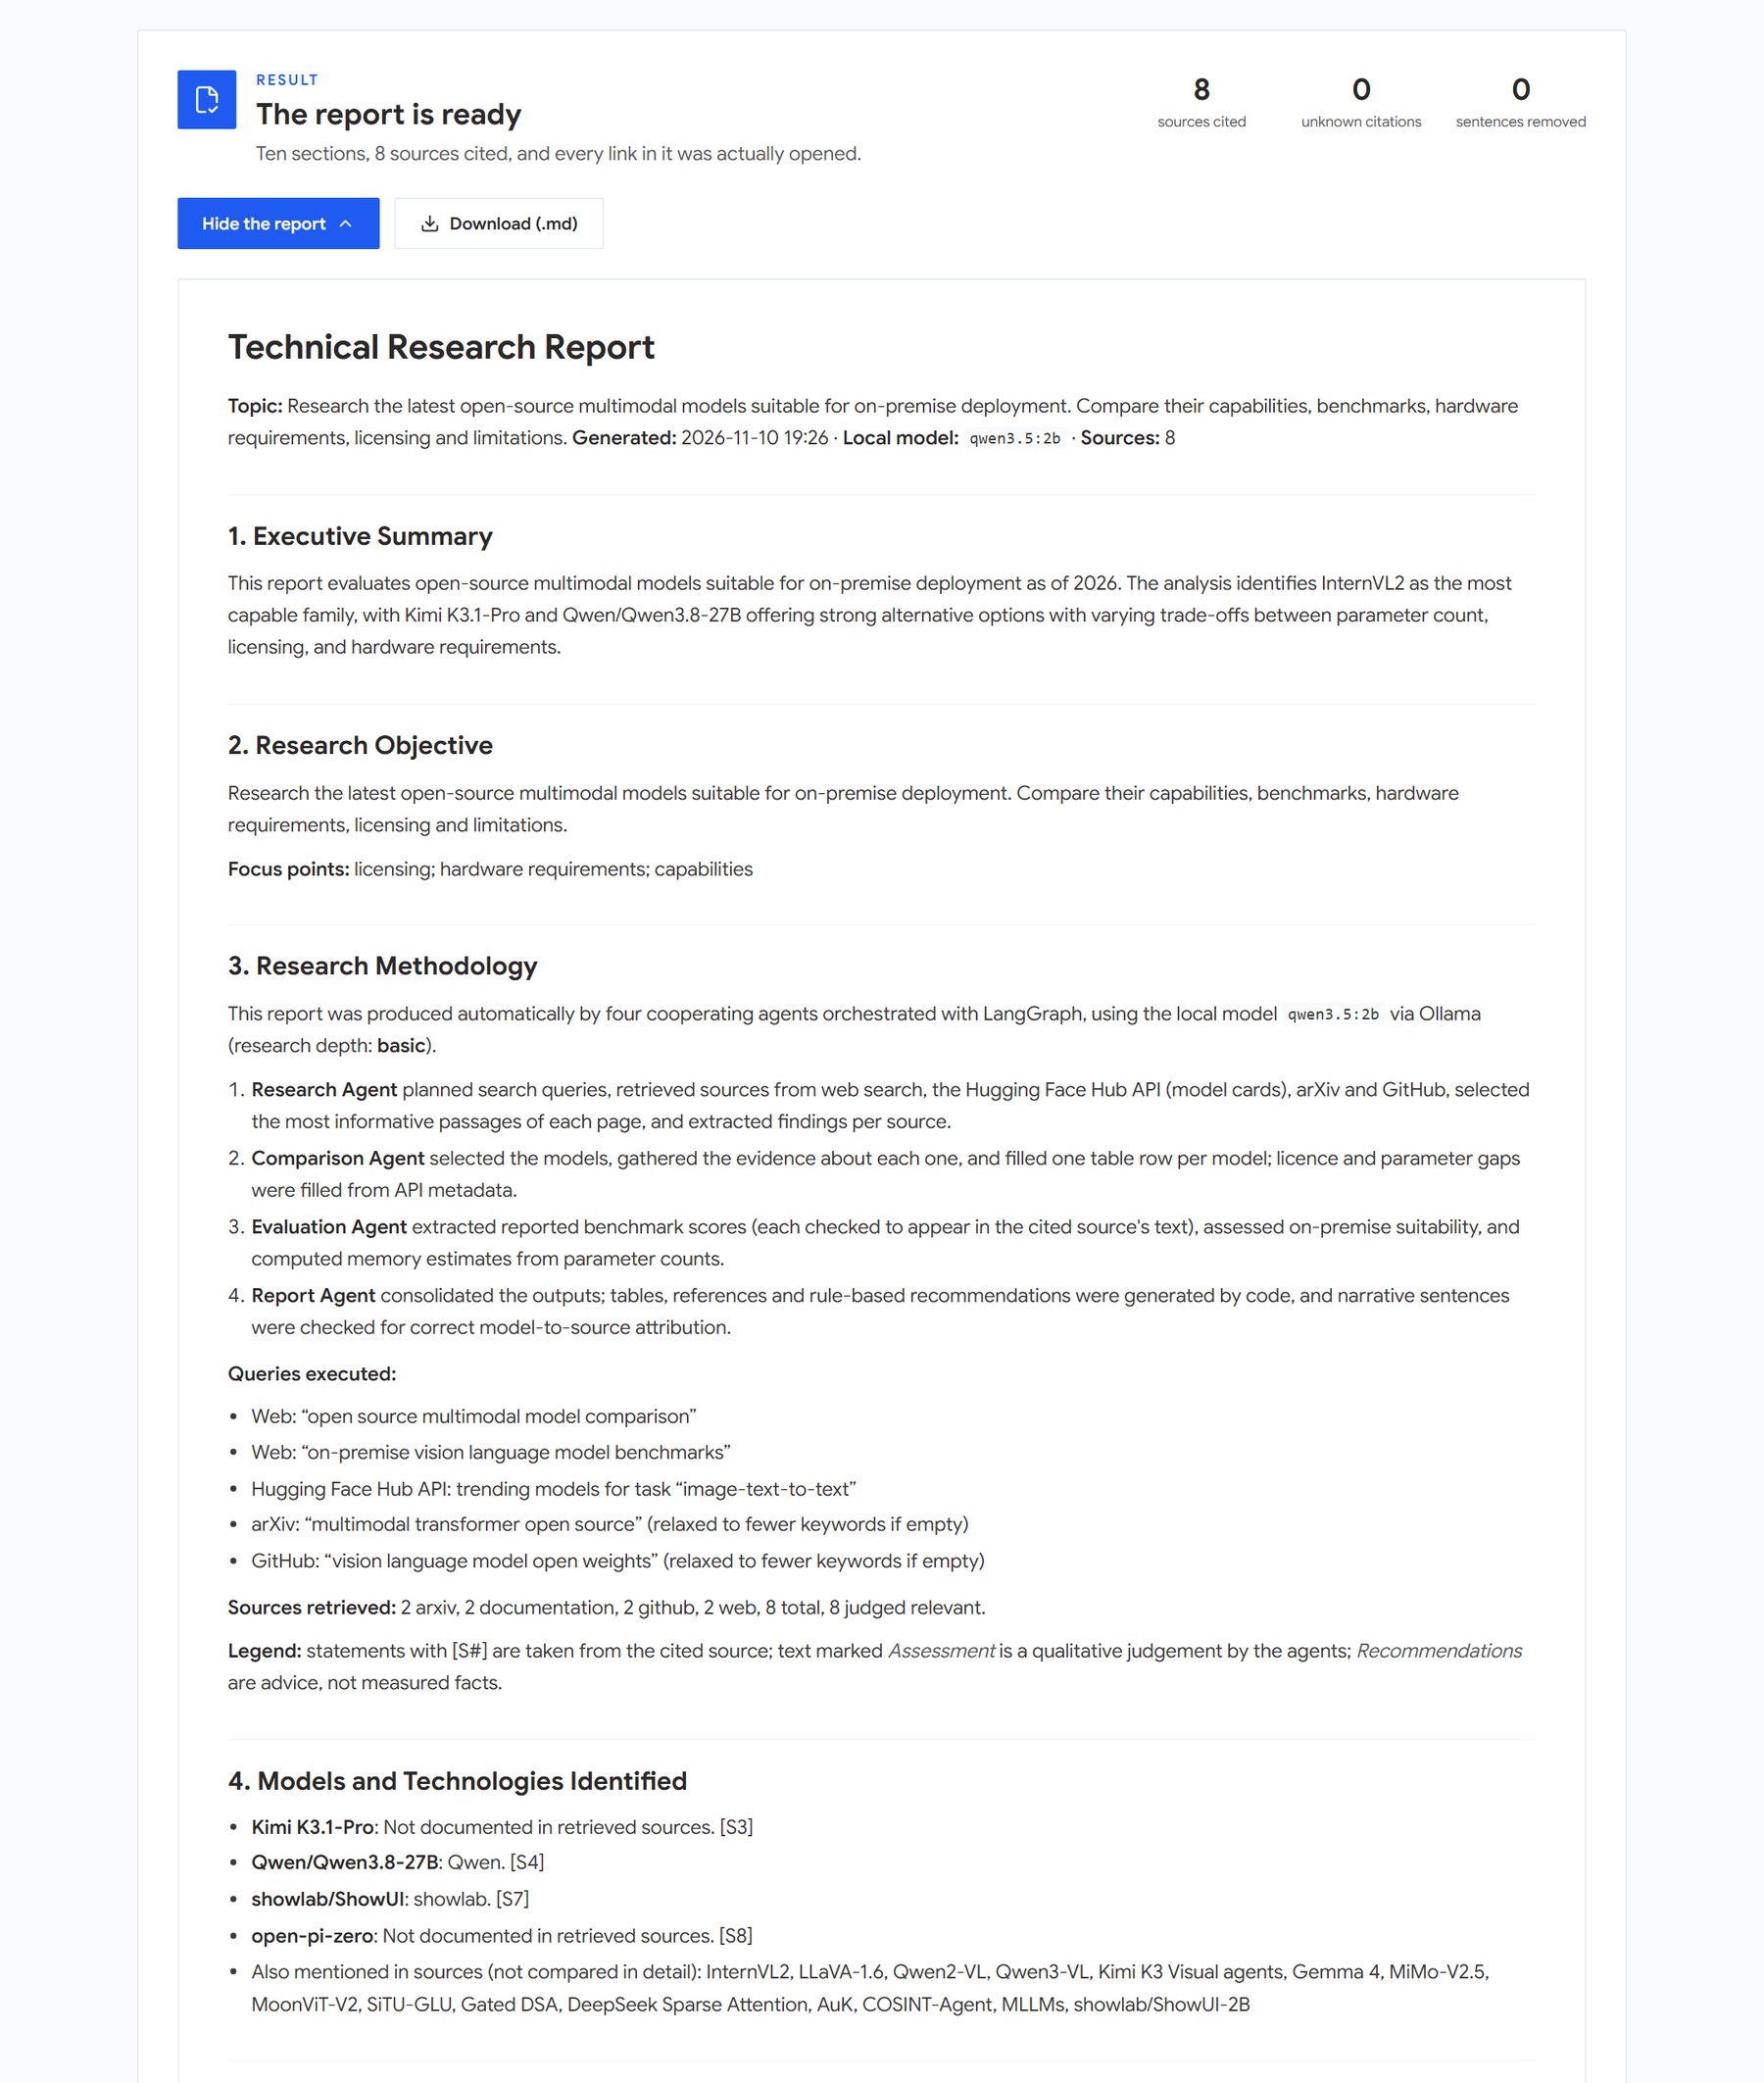 RESULT
The report is ready
Ten sections, 8 sources cited, and every link in it was actually opened.
8
sources cited
0
unknown citations
0
sentences removed
Hide the report
Download (.md)
Technical Research Report
Topic: Research the latest open-source multimodal models suitable for on-premise deployment. Compare their capabilities, benchmarks, hardware
requirements, licensing and limitations. Generated: 2026-11-10 19:26 · Local model: qwen3.5:2b · Sources: 8
1. Executive Summary
This report evaluates open-source multimodal models suitable for on-premise deployment as of 2026. The analysis identifies InternVL2 as the most
capable family, with Kimi K3.1-Pro and Qwen/Qwen3.8-27B offering strong alternative options with varying trade-offs between parameter count,
licensing, and hardware requirements.
2. Research Objective
Research the latest open-source multimodal models suitable for on-premise deployment. Compare their capabilities, benchmarks, hardware
requirements, licensing and limitations.
Focus points: licensing; hardware requirements; capabilities
3. Research Methodology
This report was produced automatically by four cooperating agents orchestrated with LangGraph, using the local model qwen3.5:2b via Ollama
(research depth: basic).
1. Research Agent planned search queries, retrieved sources from web search, the Hugging Face Hub API (model cards), arXiv and GitHub, selected
the most informative passages of each page, and extracted findings per source.
2. Comparison Agent selected the models, gathered the evidence about each one, and filled one table row per model; licence and parameter gaps
were filled from API metadata.
3. Evaluation Agent extracted reported benchmark scores (each checked to appear in the cited source's text), assessed on-premise suitability, and
computed memory estimates from parameter counts.
4. Report Agent consolidated the outputs; tables, references and rule-based recommendations were generated by code, and narrative sentences
were checked for correct model-to-source attribution.
Queries executed:
• Web: “open source multimodal model comparison”
• Web: “on-premise vision language model benchmarks”
• Hugging Face Hub API: trending models for task “image-text-to-text”
• arXiv: “multimodal transformer open source” (relaxed to fewer keywords if empty)
• GitHub: “vision language model open weights” (relaxed to fewer keywords if empty)
Sources retrieved: 2 arxiv, 2 documentation, 2 github, 2 web, 8 total, 8 judged relevant.
Legend: statements with [S#] are taken from the cited source; text marked Assessment is a qualitative judgement by the agents; Recommendations
are advice, not measured facts.
4. Models and Technologies Identified
• Kimi K3.1-Pro: Not documented in retrieved sources. [S3]
• Qwen/Qwen3.8-27B: Qwen. [S4]
• showlab/ShowUI: showlab. [S7]
• open-pi-zero: Not documented in retrieved sources. [S8]
• Also mentioned in sources (not compared in detail): InternVL2, LLaVA-1.6, Qwen2-VL, Qwen3-VL, Kimi K3 Visual agents, Gemma 4, MiMo-V2.5,
MoonViT-V2, SiTU-GLU, Gated DSA, DeepSeek Sparse Attention, AuK, COSINT-Agent, MLLMs, showlab/ShowUI-2B